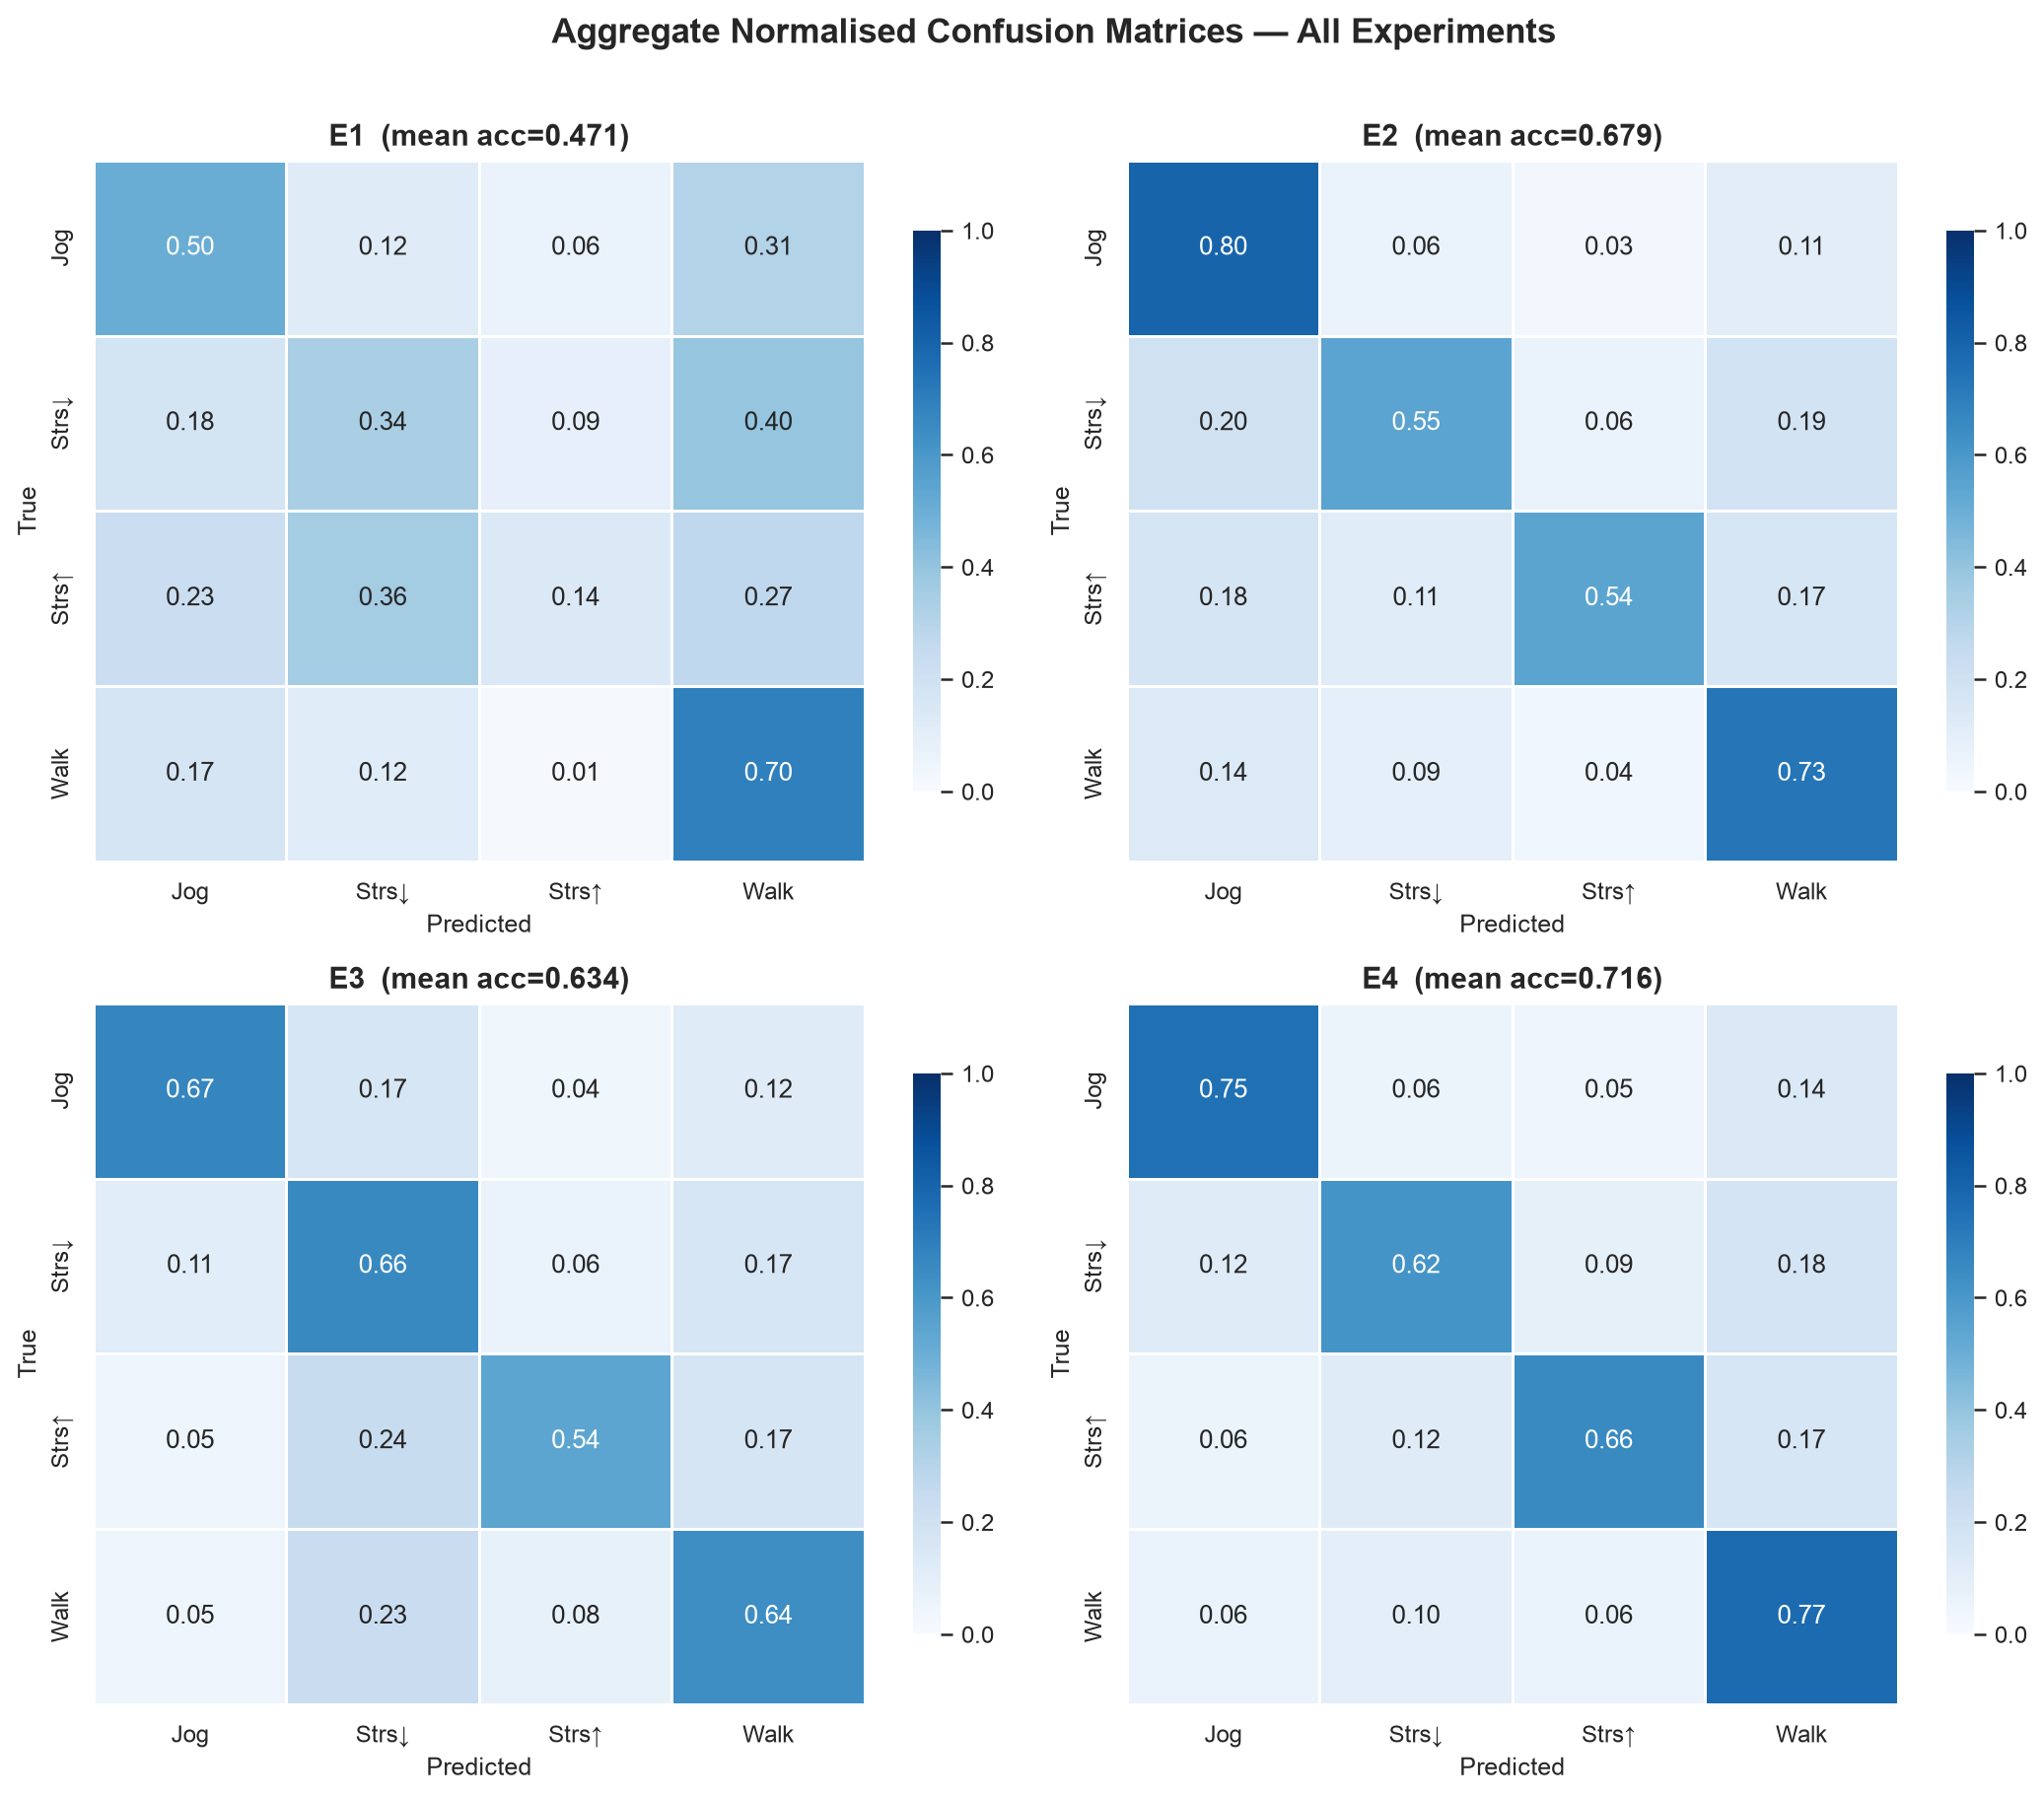 Aggregate Normalised Confusion Matrices — All Experiments
E1 (mean acc=0.471)
True
Jog 0.50 0.12 0.06 0.31
Strs↓ 0.18 0.34 0.09 0.40
Strs↑ 0.23 0.36 0.14 0.27
Walk 0.17 0.12 0.01 0.70
Jog Strs↓ Strs↑ Walk
Predicted
1.0
0.8
0.6
0.4
0.2
0.0
E2 (mean acc=0.679)
True
Jog 0.80 0.06 0.03 0.11
Strs↓ 0.20 0.55 0.06 0.19
Strs↑ 0.18 0.11 0.54 0.17
Walk 0.14 0.09 0.04 0.73
Jog Strs↓ Strs↑ Walk
Predicted
1.0
0.8
0.6
0.4
0.2
0.0
E3 (mean acc=0.634)
True
Jog 0.67 0.17 0.04 0.12
Strs↓ 0.11 0.66 0.06 0.17
Strs↑ 0.05 0.24 0.54 0.17
Walk 0.05 0.23 0.08 0.64
Jog Strs↓ Strs↑ Walk
Predicted
1.0
0.8
0.6
0.4
0.2
0.0
E4 (mean acc=0.716)
True
Jog 0.75 0.06 0.05 0.14
Strs↓ 0.12 0.62 0.09 0.18
Strs↑ 0.06 0.12 0.66 0.17
Walk 0.06 0.10 0.06 0.77
Jog Strs↓ Strs↑ Walk
Predicted
1.0
0.8
0.6
0.4
0.2
0.0